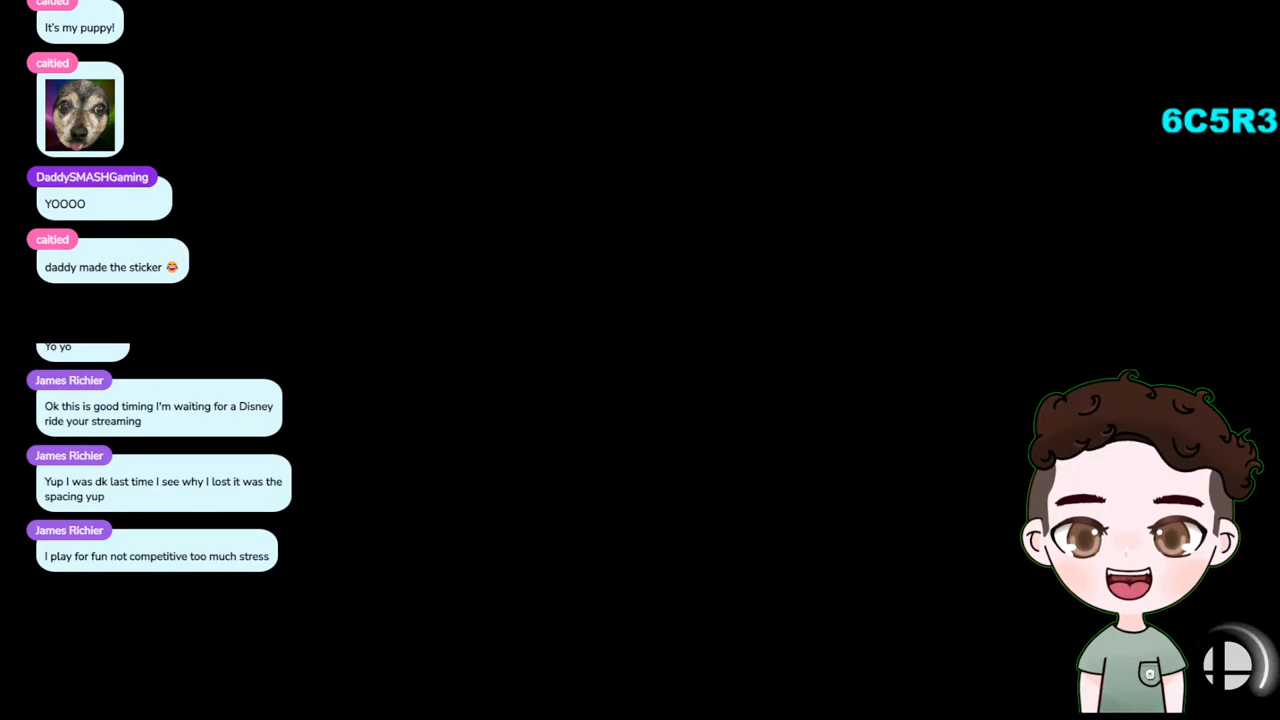 caitied
It's my puppy!
caitied
DaddySMASHGaming
YOOOO
caitied
daddy made the sticker 😂
Yo yo
James Richier
Ok this is good timing I'm waiting for a Disney
ride your streaming
James Richier
Yup I was dk last time I see why I lost it was the
spacing yup
James Richier
I play for fun not competitive too much stress
6C5R3